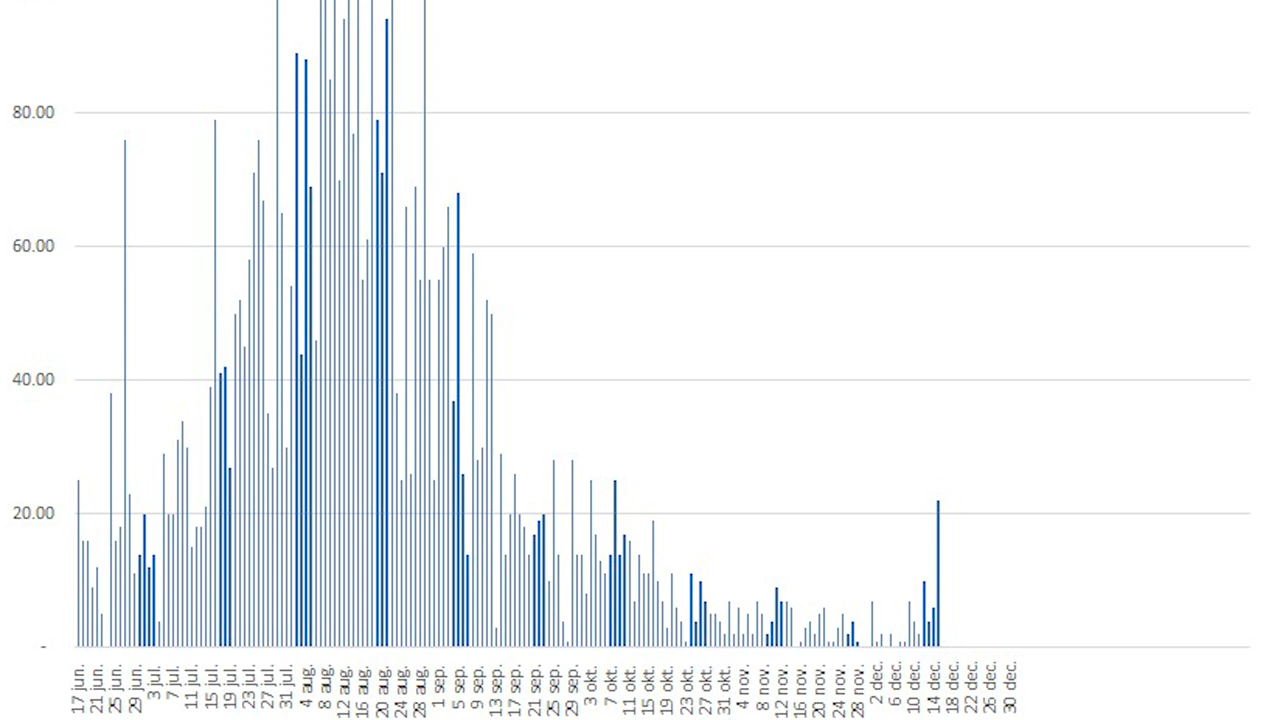 80.00
60.00
40.00
20.00
-
17 jun.
21 jun.
25 jun.
29 jun.
3 jul.
7 jul.
11 jul.
15 jul.
19 jul.
23 jul.
27 jul.
31 jul.
4 aug.
8 aug.
12 aug.
16 aug.
20 aug.
24 aug.
28 aug.
1 sep.
5 sep.
9 sep.
13 sep.
17 sep.
21 sep.
25 sep.
29 sep.
3 okt.
7 okt.
11 okt.
15 okt.
19 okt.
23 okt.
27 okt.
31 okt.
4 nov.
8 nov.
12 nov.
16 nov.
20 nov.
24 nov.
28 nov.
2 dec.
6 dec.
10 dec.
14 dec.
18 dec.
22 dec.
26 dec.
30 dec.